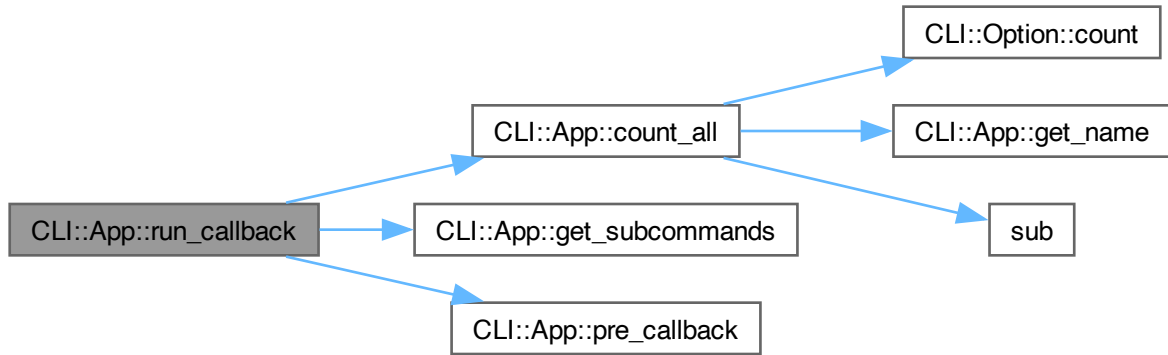 CLI::App::run_callback
CLI::App::count_all
CLI::App::get_subcommands
CLI::App::pre_callback
CLI::Option::count
CLI::App::get_name
sub